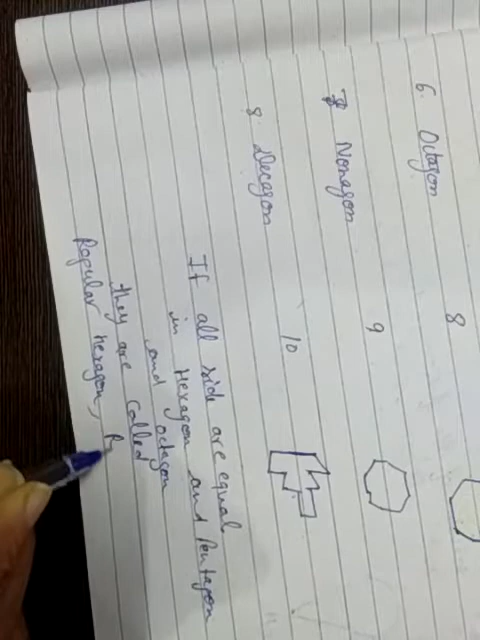 6. Octagon 8
7 Nonagon 9
8. Decagon 10
If all side are equal
in Hexagon and Pentagon
and octagon
they are called
Regular hexagon,